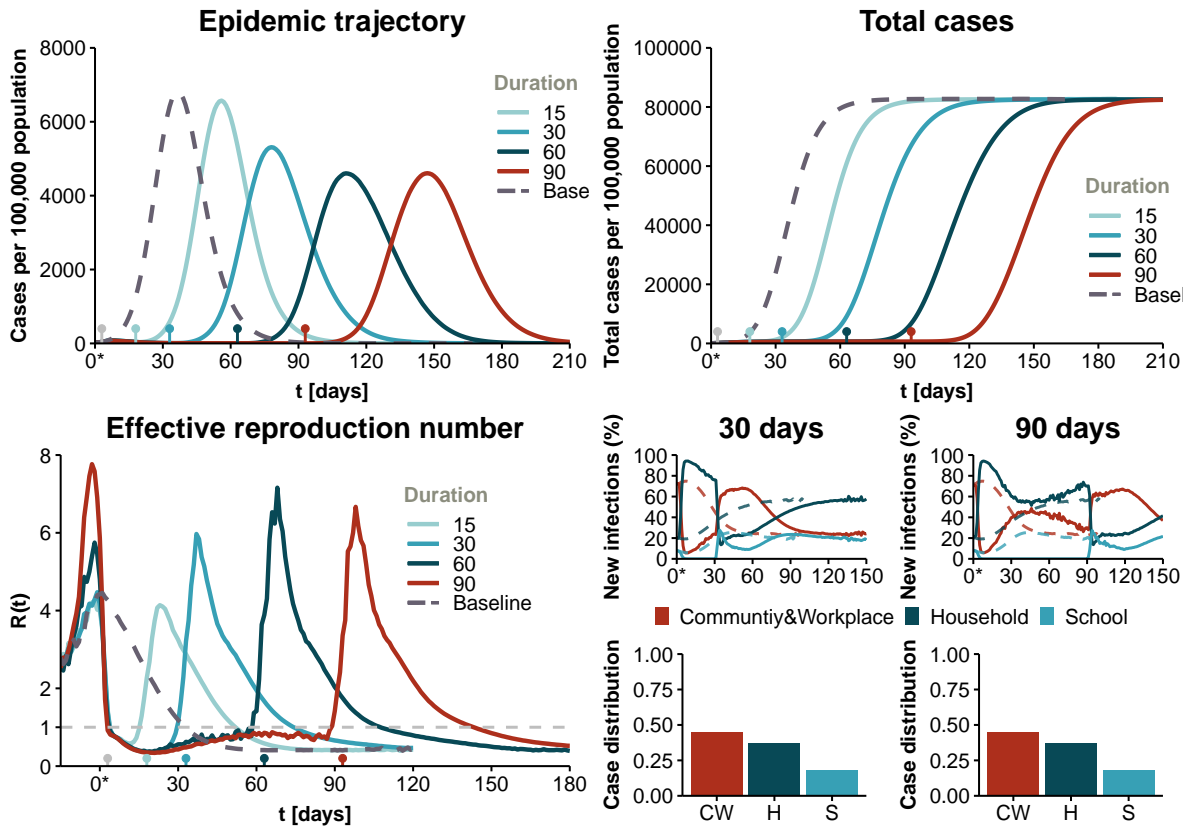 Epidemic trajectory
Cases per 100,000 population
8000
6000
4000
2000
0
0*
30
60
90
120
150
180
210
t [days]
Duration
15
30
60
90
Base
Total cases
Total cases per 100,000 population
100000
80000
60000
40000
20000
0
0*
30
60
90
120
150
180
210
t [days]
Duration
15
30
60
90
Basel
Effective reproduction number
R(t)
8
6
4
2
1
0
0*
30
60
90
120
150
180
t [days]
Duration
15
30
60
90
Baseline
30 days
New infections (%)
100
80
60
40
20
0
0*
30
60
90
120
150
90 days
New infections (%)
100
80
60
40
20
0
0*
30
60
90
120
150
Communtiy&Workplace
Household
School
Case distribution
1.00
0.75
0.50
0.25
0.00
CW
H
S
Case distribution
1.00
0.75
0.50
0.25
0.00
CW
H
S